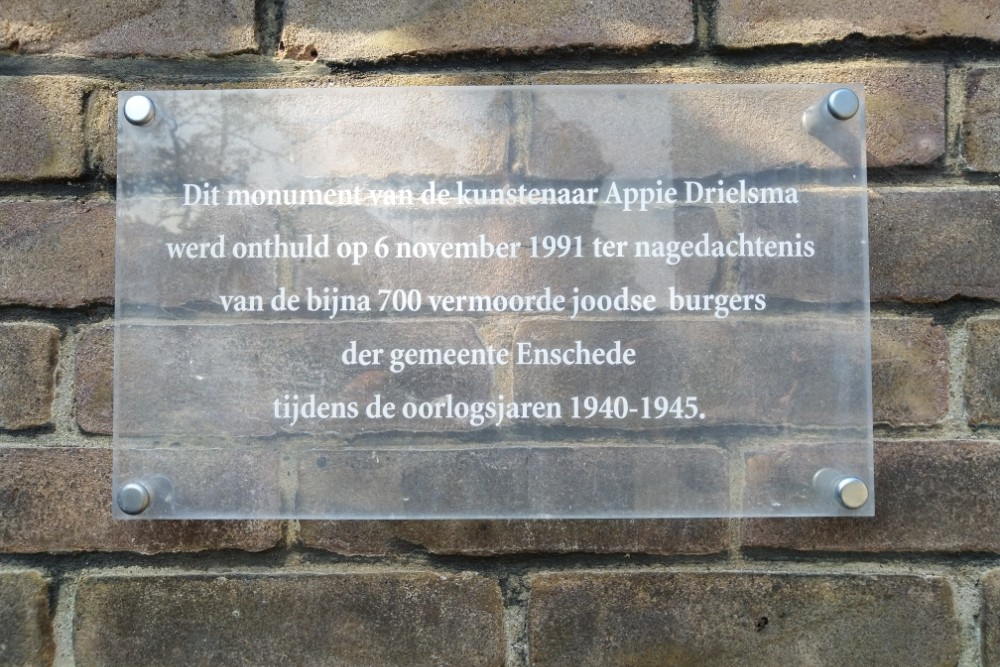 Dit monument van de kunstenaar Appie Drielsma
werd onthuld op 6 november 1991 ter nagedachtenis
van de bijna 700 vermoorde joodse burgers
der gemeente Enschede
tijdens de oorlogsjaren 1940-1945.